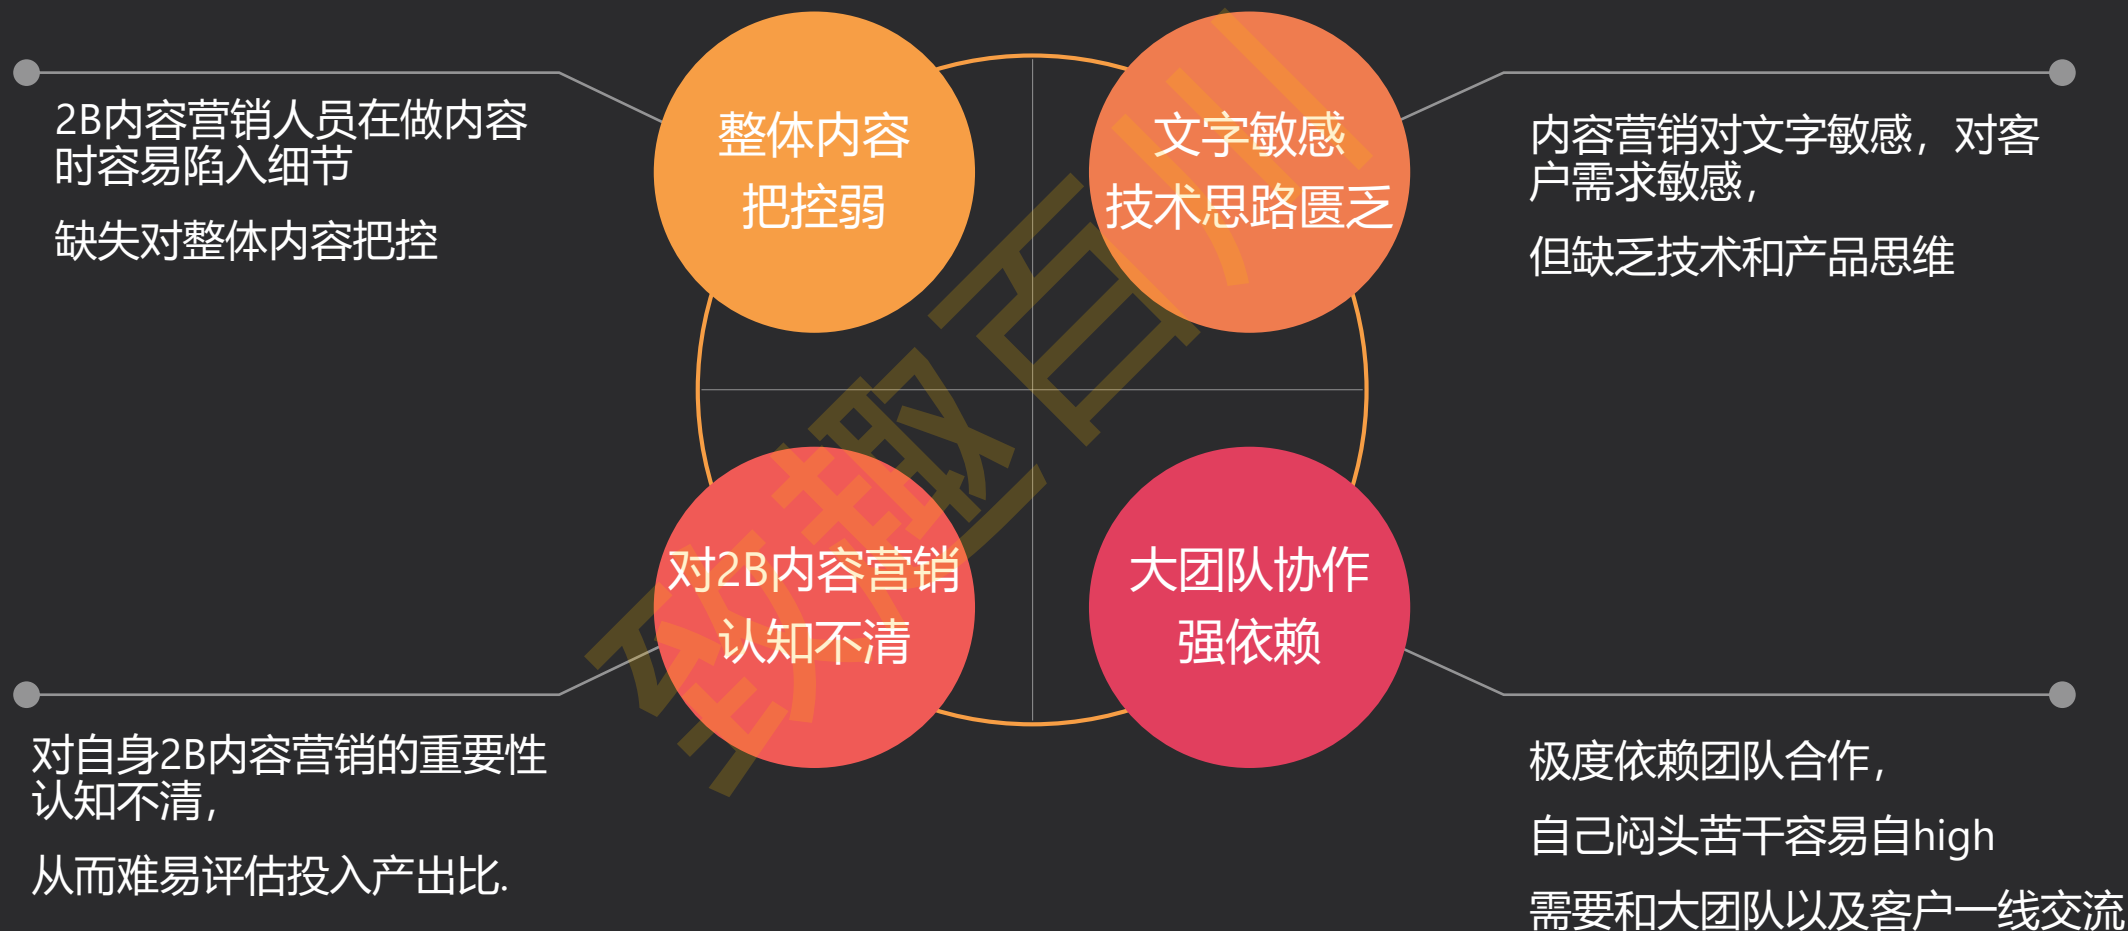 2B内容营销人员在做内容
时容易陷入细节
缺失对整体内容把控
整体内容
把控弱
文字敏感
技术思路匮乏
内容营销对文字敏感，对客
户需求敏感，
但缺乏技术和产品思维
对2B内容营销
认知不清
大团队协作
强依赖
对自身2B内容营销的重要性
认知不清，
从而难易评估投入产出比.
极度依赖团队合作，
自己闷头苦干容易自high
需要和大团队以及客户一线交流
致趣百川